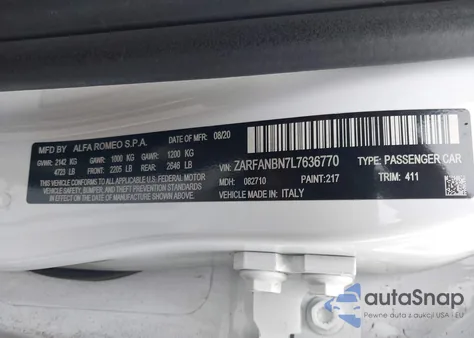 MFD BY ALFA ROMEO S.P.A. DATE OF MFR 08/20
GVWR: 2142 KG GAWR: 1000 KG GAWR: 1200 KG
4723 LB FRONT: 2205 LB REAR: 2646 LB
THIS VEHICLE CONFORMS TO ALL APPLICABLE U.S. FEDERAL MOTOR
VEHICLE SAFETY, BUMPER, AND THEFT PREVENTION STANDARDS
IN EFFECT ON THE DATE OF MANUFACTURE SHOWN ABOVE.
VIN: ZARFANBN7L7636770 TYPE: PASSENGER CAR
MDH: 082710 PAINT: 217 TRIM: 411
VEHICLE MADE IN: ITALY
autoSnap
Pewne auta z aukcji USA i EU